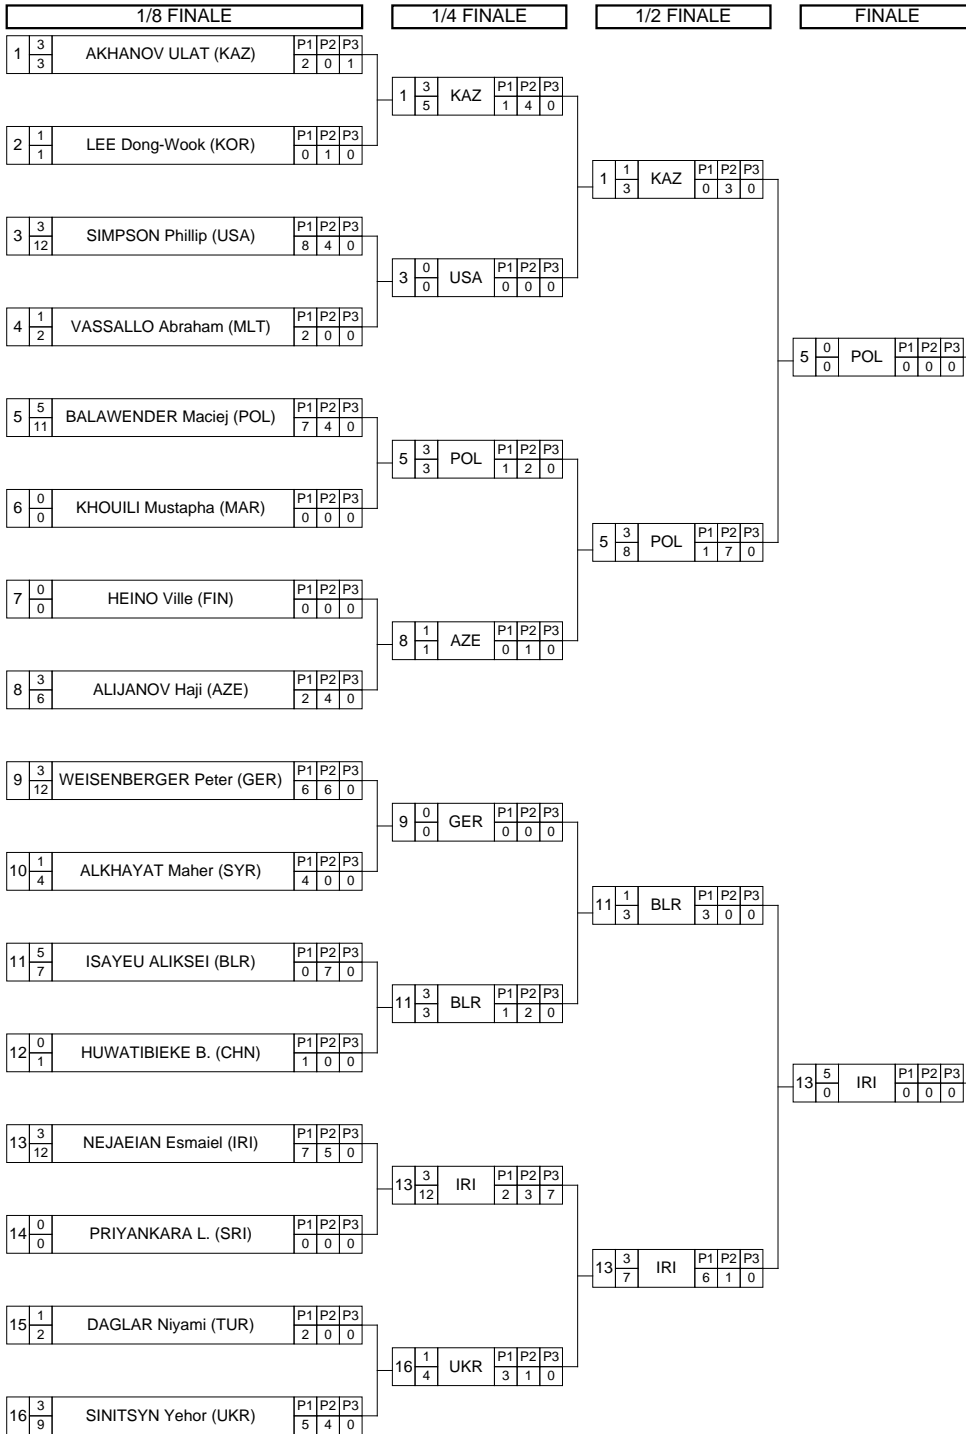 1/8 FINALE 1/4 FINALE 1/2 FINALE FINALE
1 3 3 AKHANOV ULAT (KAZ) P1 P2 P3 2 0 1
1 3 5 KAZ P1 P2 P3 1 4 0
2 1 1 LEE Dong-Wook (KOR) P1 P2 P3 0 1 0
1 1 3 KAZ P1 P2 P3 0 3 0
3 3 12 SIMPSON Phillip (USA) P1 P2 P3 8 4 0
3 0 0 USA P1 P2 P3 0 0 0
4 1 2 VASSALLO Abraham (MLT) P1 P2 P3 2 0 0
5 0 0 POL P1 P2 P3 0 0 0
5 5 11 BALAWENDER Maciej (POL) P1 P2 P3 7 4 0
5 3 3 POL P1 P2 P3 1 2 0
6 0 0 KHOUILI Mustapha (MAR) P1 P2 P3 0 0 0
5 3 8 POL P1 P2 P3 1 7 0
7 0 0 HEINO Ville (FIN) P1 P2 P3 0 0 0
8 1 1 AZE P1 P2 P3 0 1 0
8 3 6 ALIJANOV Haji (AZE) P1 P2 P3 2 4 0
9 3 12 WEISENBERGER Peter (GER) P1 P2 P3 6 6 0
9 0 0 GER P1 P2 P3 0 0 0
10 1 4 ALKHAYAT Maher (SYR) P1 P2 P3 4 0 0
11 1 3 BLR P1 P2 P3 3 0 0
11 5 7 ISAYEU ALIKSEI (BLR) P1 P2 P3 0 7 0
11 3 3 BLR P1 P2 P3 1 2 0
12 0 1 HUWATIBIEKE B. (CHN) P1 P2 P3 1 0 0
13 5 0 IRI P1 P2 P3 0 0 0
13 3 12 NEJAEIAN Esmaiel (IRI) P1 P2 P3 7 5 0
13 3 12 IRI P1 P2 P3 2 3 7
14 0 0 PRIYANKARA L. (SRI) P1 P2 P3 0 0 0
13 3 7 IRI P1 P2 P3 6 1 0
15 1 2 DAGLAR Niyami (TUR) P1 P2 P3 2 0 0
16 1 4 UKR P1 P2 P3 3 1 0
16 3 9 SINITSYN Yehor (UKR) P1 P2 P3 5 4 0